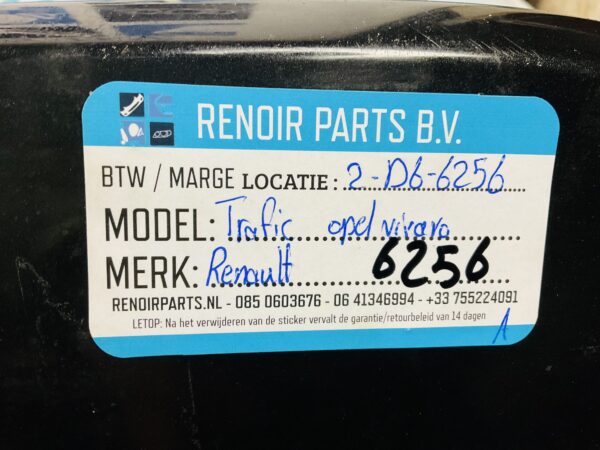 RENOIR PARTS B.V.
BTW / MARGE LOCATIE : 2-D6-6256
MODEL: Trafic opel vivaro
MERK: Renault 6256
RENOIRPARTS.NL - 085 0603676 - 06 41346994 - +33 755224091
LETOP: Na het verwijderen van de sticker vervalt de garantie/retourbeleid van 14 dagen
A